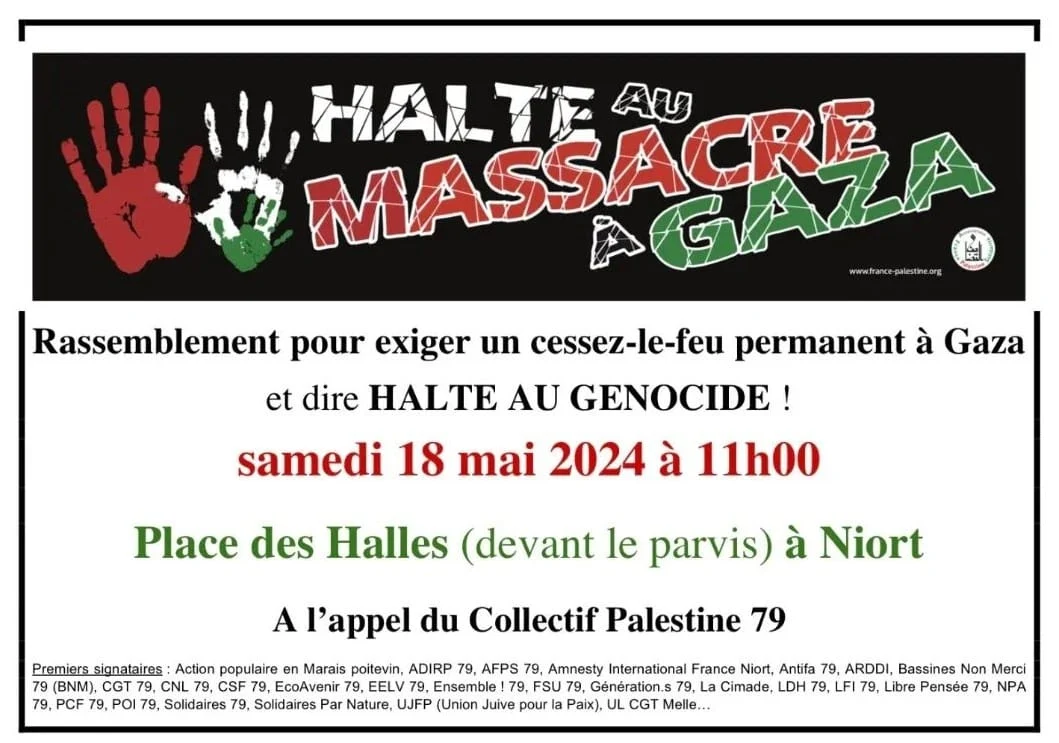 HALTE AU
MASSACRE
À GAZA
www.france-palestine.org
Palestine
Rassemblement pour exiger un cessez-le-feu permanent à Gaza
et dire HALTE AU GENOCIDE !
samedi 18 mai 2024 à 11h00
Place des Halles (devant le parvis) à Niort
A l’appel du Collectif Palestine 79
Premiers signataires : Action populaire en Marais poitevin, ADIRP 79, AFPS 79, Amnesty International France Niort, Antifa 79, ARDDI, Bassines Non Merci
79 (BNM), CGT 79, CNL 79, CSF 79, EcoAvenir 79, EELV 79, Ensemble ! 79, FSU 79, Génération.s 79, La Cimade, LDH 79, LFI 79, Libre Pensée 79, NPA
79, PCF 79, POI 79, Solidaires 79, Solidaires Par Nature, UJFP (Union Juive pour la Paix), UL CGT Melle…